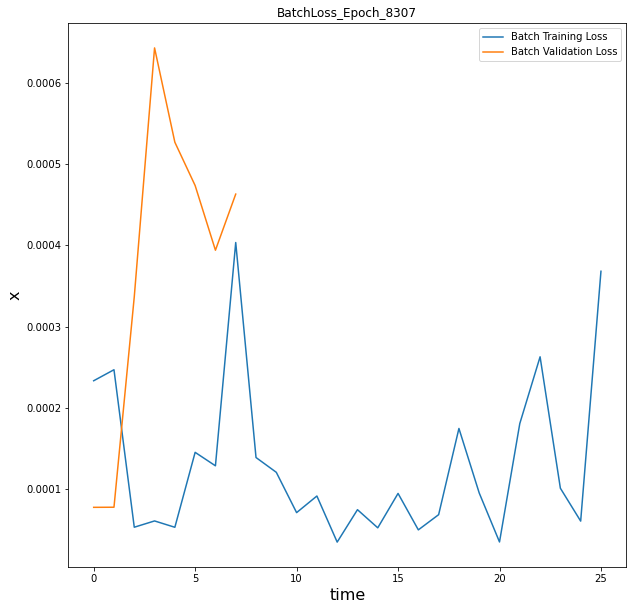 BatchLoss_Epoch_8307
Batch Training Loss
Batch Validation Loss
0.0006
0.0005
0.0004
0.0003
0.0002
0.0001
x
0 5 10 15 20 25
time